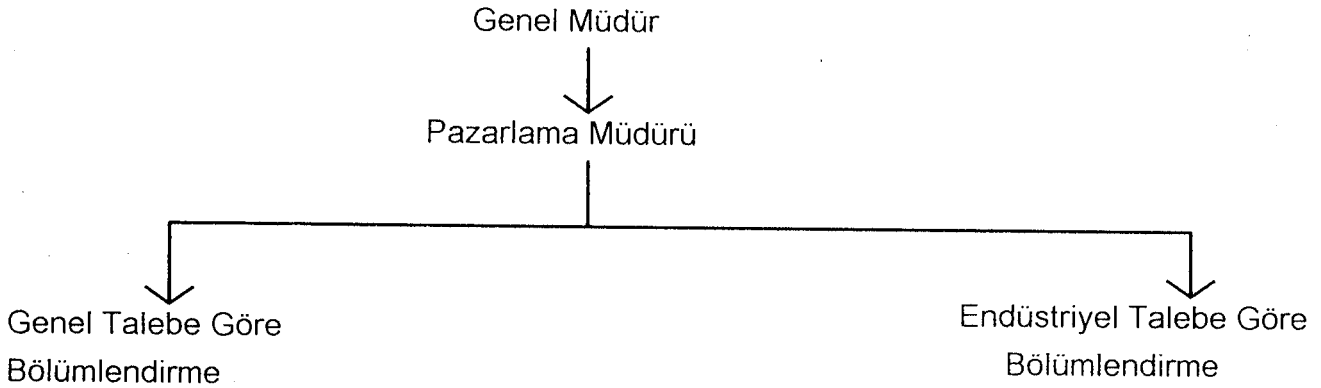 Genel Müdür
Pazarlama Müdürü
Genel Talebe Göre
Bölümlendirme
Endüstriyel Talebe Göre
Bölümlendirme